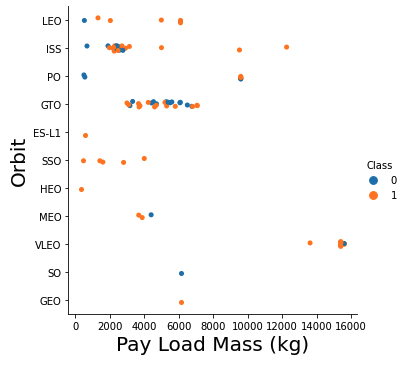 LEO
ISS
PO
GTO
ES-L1
SSO
HEO
MEO
VLEO
SO
GEO
Orbit
0 2000 4000 6000 8000 10000 12000 14000 16000
Pay Load Mass (kg)
Class
0
1